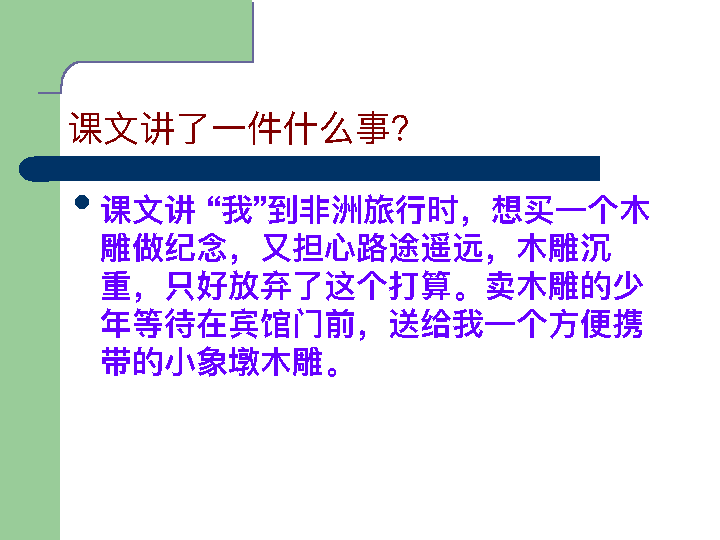 课文讲了一件什么事?
课文讲 “我”到非洲旅行时，想买一个木
雕做纪念，又担心路途遥远，木雕沉
重，只好放弃了这个打算。卖木雕的少
年等待在宾馆门前，送给我一个方便携
带的小象墩木雕。